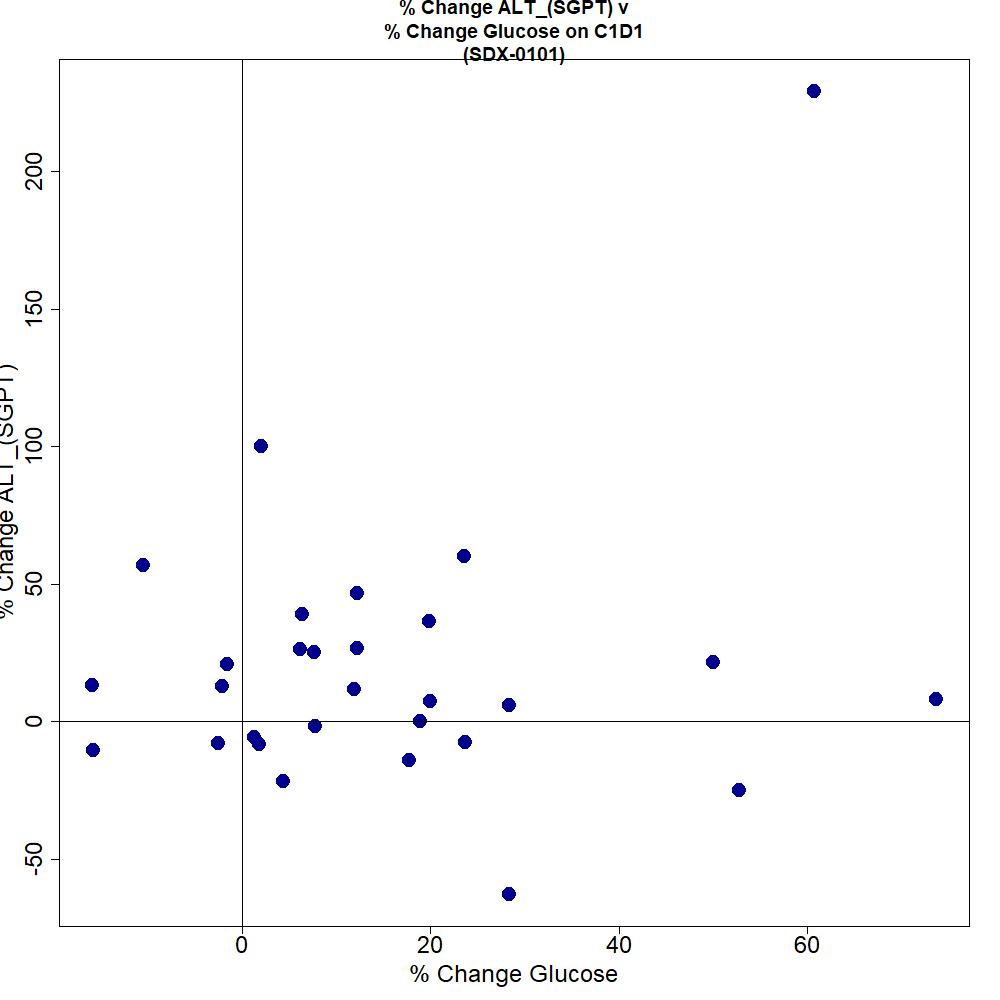 % Change ALT_(SGPT) v
% Change Glucose on C1D1
(SDX-0101)
% Change ALT_(SGPT)
200
150
100
50
0
-50
0 20 40 60
% Change Glucose